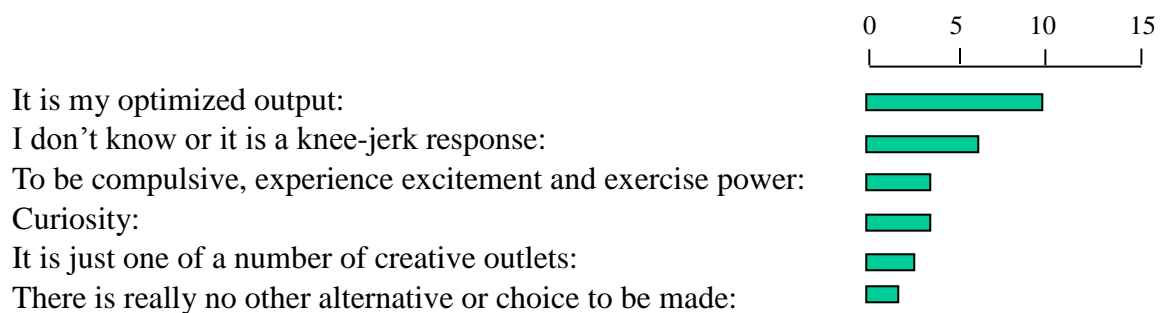 0 5 10 15
It is my optimized output:
I don’t know or it is a knee-jerk response:
To be compulsive, experience excitement and exercise power:
Curiosity:
It is just one of a number of creative outlets:
There is really no other alternative or choice to be made: